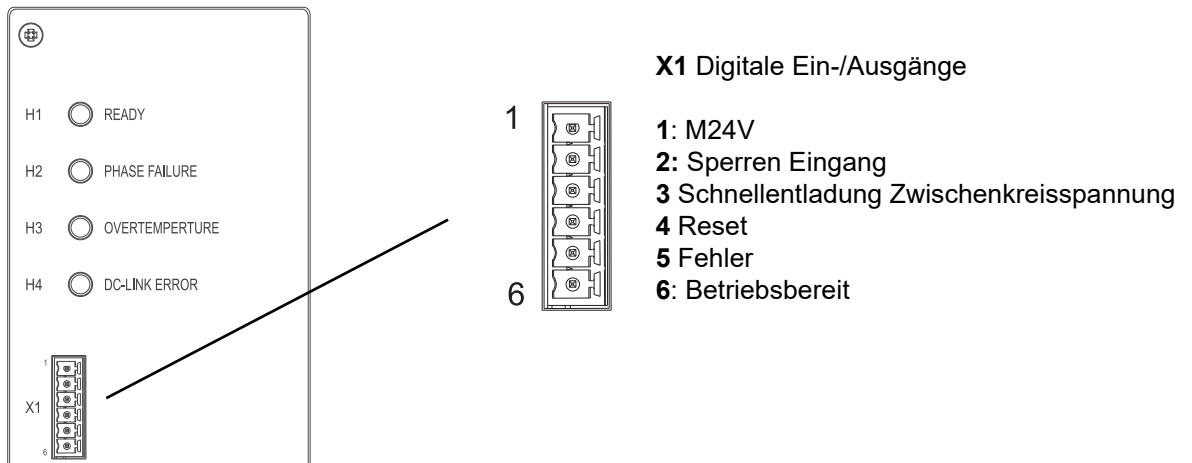 H1 READY
H2 PHASE FAILURE
H3 OVERTEMPERTURE
H4 DC-LINK ERROR
1
X1
6
1
6
X1 Digitale Ein-/Ausgänge
1: M24V
2: Sperren Eingang
3 Schnellentladung Zwischenkreisspannung
4 Reset
5 Fehler
6: Betriebsbereit